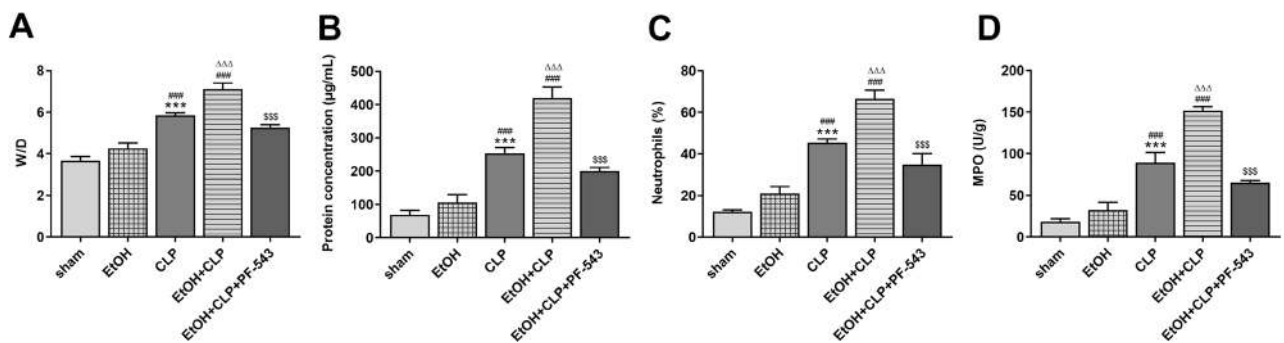 A
W/D
8
6
4
2
0
###
***
ΔΔΔ
###
$$$
sham
EtOH
CLP
EtOH+CLP
EtOH+CLP+PF-543
B
Protein concentration (µg/mL)
500
400
300
200
100
0
###
***
ΔΔΔ
###
$$$
sham
EtOH
CLP
EtOH+CLP
EtOH+CLP+PF-543
C
Neutrophils (%)
80
60
40
20
0
###
***
ΔΔΔ
###
$$$
sham
EtOH
CLP
EtOH+CLP
EtOH+CLP+PF-543
D
MPO (U/g)
200
150
100
50
0
###
***
ΔΔΔ
###
$$$
sham
EtOH
CLP
EtOH+CLP
EtOH+CLP+PF-543